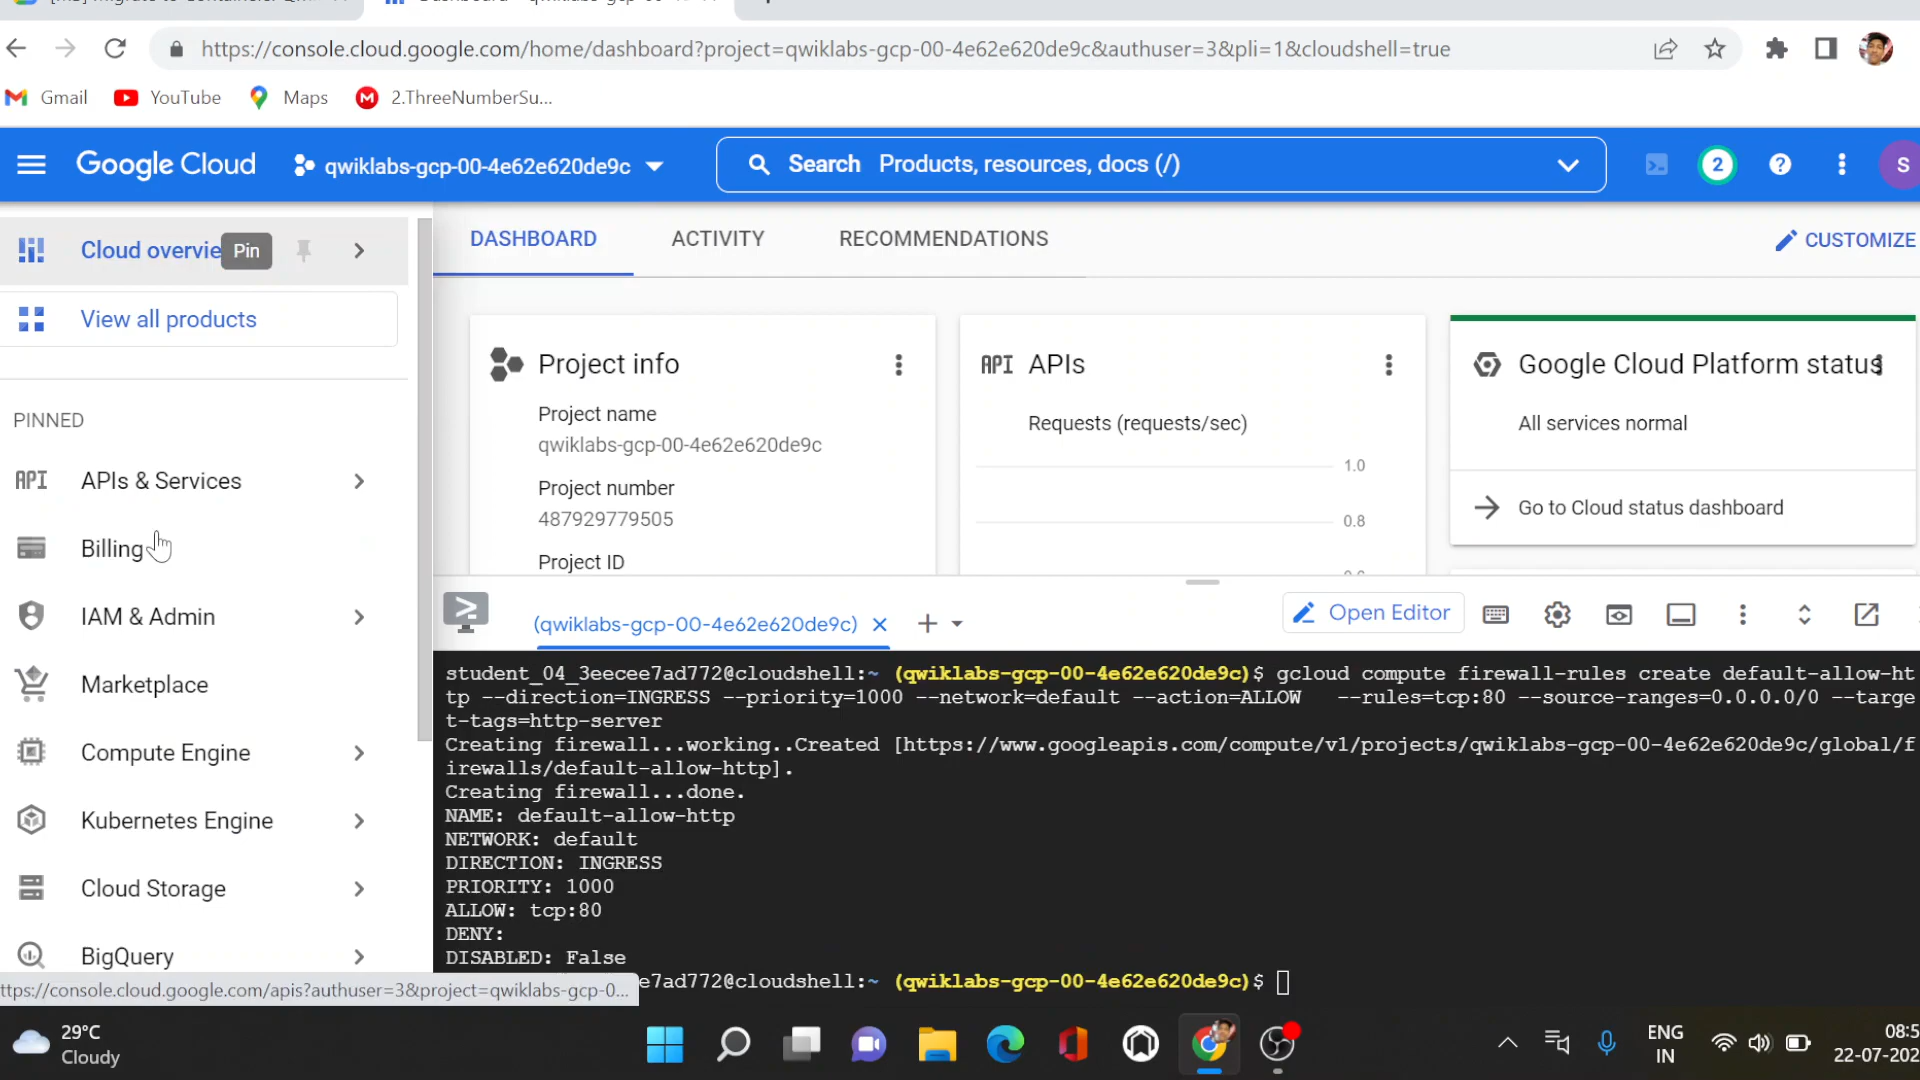 https://console.cloud.google.com/home/dashboard?project=qwiklabs-gcp-00-4e62e620de9c&authuser=3&pli=1&cloudshell=true
Gmail
YouTube
Maps
2.ThreeNumberSu...
Google Cloud
qwiklabs-gcp-00-4e62e620de9c
Search Products, resources, docs (/)
2
S
Cloud overvie
Pin
View all products
PINNED
API APIs & Services
Billing
IAM & Admin
Marketplace
Compute Engine
Kubernetes Engine
Cloud Storage
BigQuery
ttps://console.cloud.google.com/apis?authuser=3&project=qwiklabs-gcp-0...
DASHBOARD
ACTIVITY
RECOMMENDATIONS
CUSTOMIZE
Project info
Project name
qwiklabs-gcp-00-4e62e620de9c
Project number
487929779505
Project ID
API APIs
Requests (requests/sec)
1.0
0.8
Google Cloud Platform status
All services normal
Go to Cloud status dashboard
(qwiklabs-gcp-00-4e62e620de9c)
Open Editor
student_04_3eecee7ad772@cloudshell:~ (qwiklabs-gcp-00-4e62e620de9c)$ gcloud compute firewall-rules create default-allow-ht
tp --direction=INGRESS --priority=1000 --network=default --action=ALLOW   --rules=tcp:80 --source-ranges=0.0.0.0/0 --targe
t-tags=http-server
Creating firewall...working..Created [https://www.googleapis.com/compute/v1/projects/qwiklabs-gcp-00-4e62e620de9c/global/f
irewalls/default-allow-http].
Creating firewall...done.
NAME: default-allow-http
NETWORK: default
DIRECTION: INGRESS
PRIORITY: 1000
ALLOW: tcp:80
DENY:
DISABLED: False
e7ad772@cloudshell:~ (qwiklabs-gcp-00-4e62e620de9c)$
29°C
Cloudy
ENG
IN
08:5
22-07-202